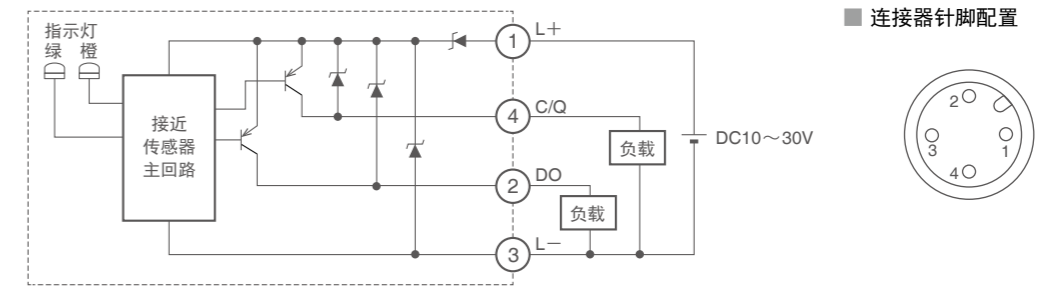 指示灯
绿 橙
接近
传感器
主回路
1 L+
4 C/Q
负载
DC10～30V
2 DO
负载
3 L−
■ 连接器针脚配置
2
3
1
4